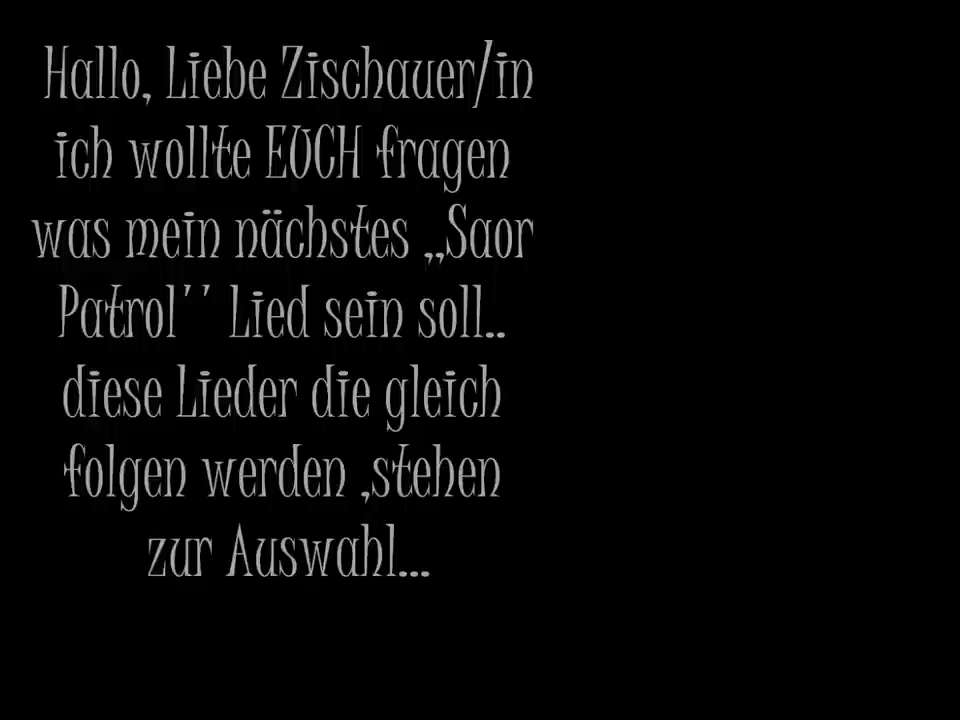 Hallo, Liebe Zischauer/in
ich wollte EUCH fragen
was mein nächstes ,,Saor
Patrol'' Lied sein soll..
diese Lieder die gleich
folgen werden ,stehen
zur Auswahl...